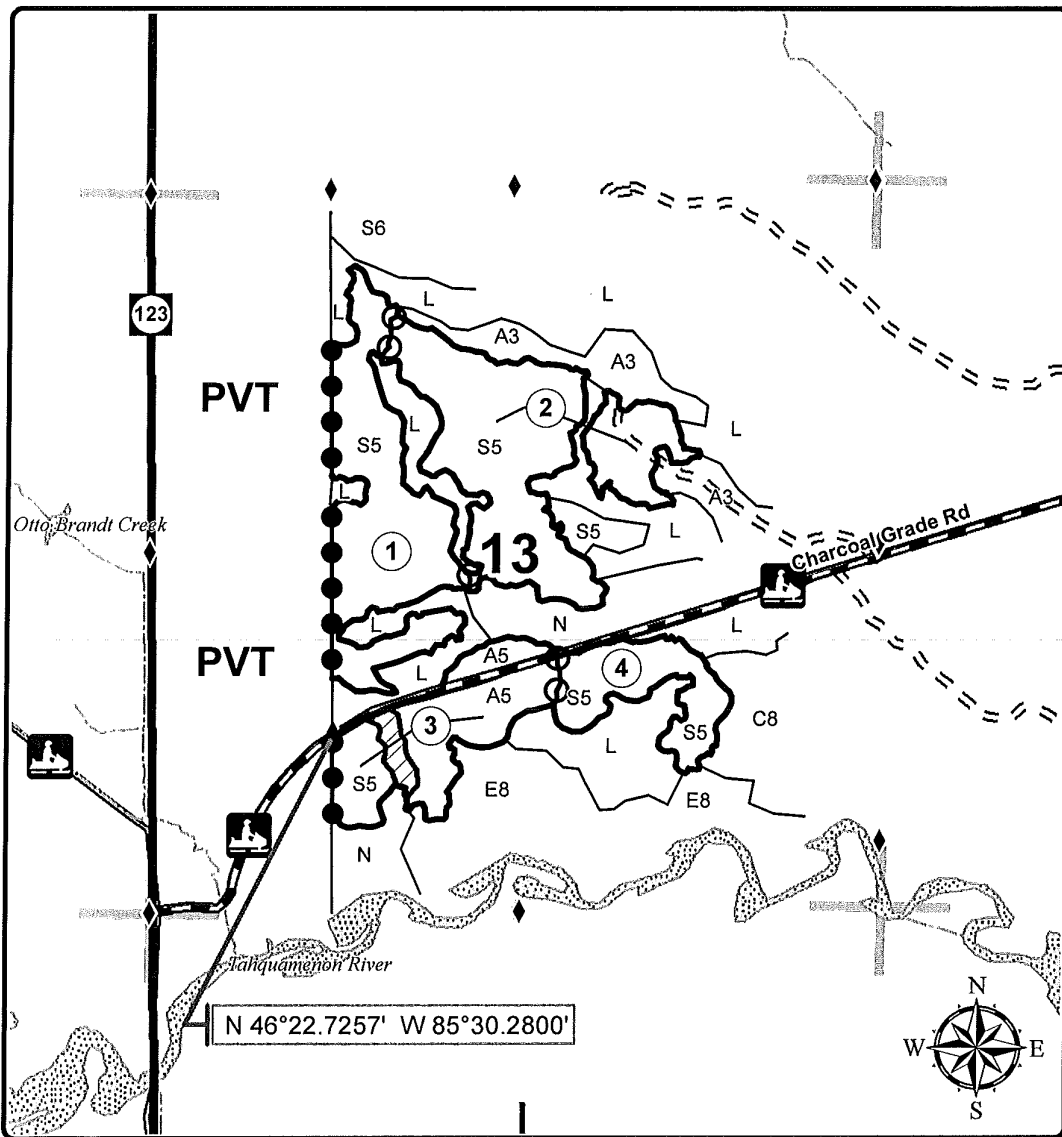 S6
L
L
L
123
A3
A3
PVT
2
L
S5
L
S5
L
A3
Otto Brandt Creek
S5
L
1
13
Charcoal Grade Rd
L
N
L
PVT
A5
L
4
A5
S5
3
C8
L
S5
S5
E8
E8
N
Tahquamenon River
N
N 46°22.7257' W 85°30.2800'
W
E
S